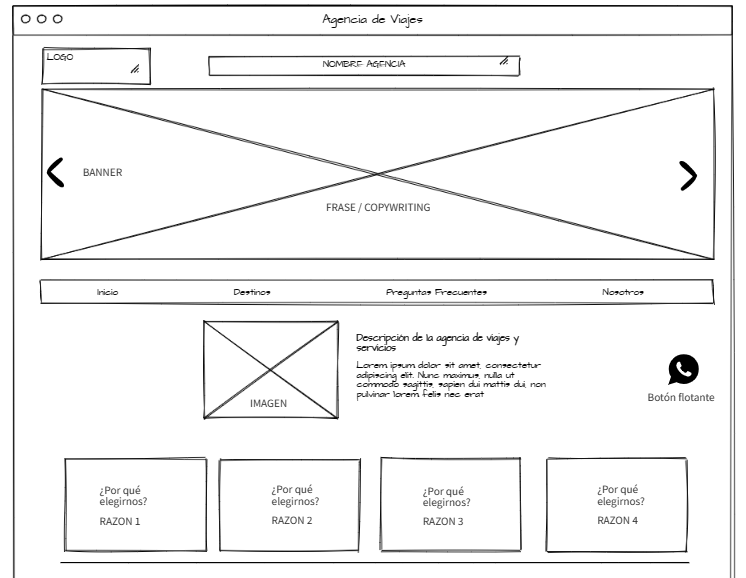 Agencia de Viajes
LOGO
NOMBRE AGENCIA
BANNER
FRASE / COPYWRITING
Inicio
Destinos
Preguntas Frecuentes
Nosotros
IMAGEN
Descripción de la agencia de viajes y
servicios
Lorem ipsum dolor sit amet, consectetur
adipiscing elit. Nunc maximus, nulla ut
commodo sagittis, sapien dui mattis dui, non
pulvinar lorem felis nec erat
Botón flotante
¿Por qué
elegirnos?
RAZON 1
¿Por qué
elegirnos?
RAZON 2
¿Por qué
elegirnos?
RAZON 3
¿Por qué
elegirnos?
RAZON 4